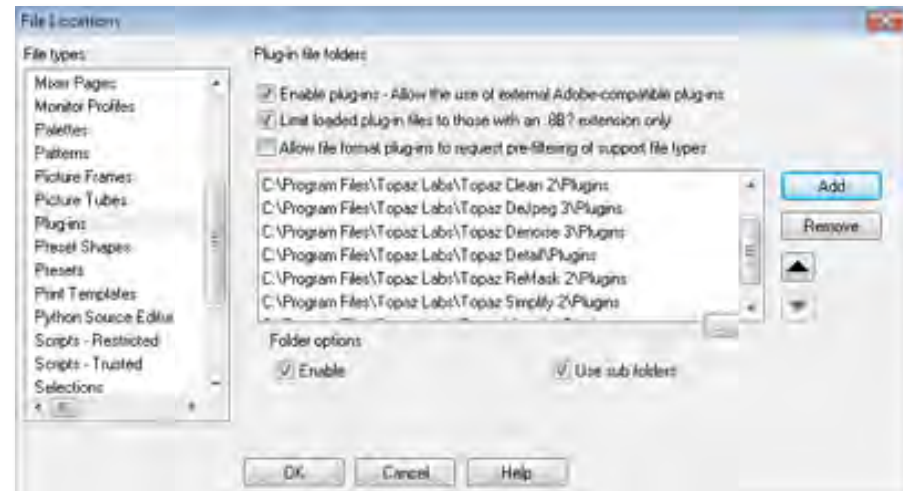 File Locations
File types:
Mixer Pages
Monitor Profiles
Palettes
Patterns
Picture Frames
Picture Tubes
Plug-ins
Preset Shapes
Presets
Print Templates
Python Source Editor
Scripts - Restricted
Scripts - Trusted
Selections
Plug-in file folders
Enable plug-ins - Allow the use of external Adobe-compatible plug-ins
Limit loaded plug-in files to those with an .8B? extension only
Allow file format plug-ins to request pre-filtering of support file types
C:\Program Files\Topaz Labs\Topaz Clean 2\Plugins
C:\Program Files\Topaz Labs\Topaz DeJpeg 3\Plugins
C:\Program Files\Topaz Labs\Topaz Denoise 3\Plugins
C:\Program Files\Topaz Labs\Topaz Detail\Plugins
C:\Program Files\Topaz Labs\Topaz ReMask 2\Plugins
C:\Program Files\Topaz Labs\Topaz Simplify 2\Plugins
Add
Remove
Folder options
Enable
Use sub folders
OK
Cancel
Help